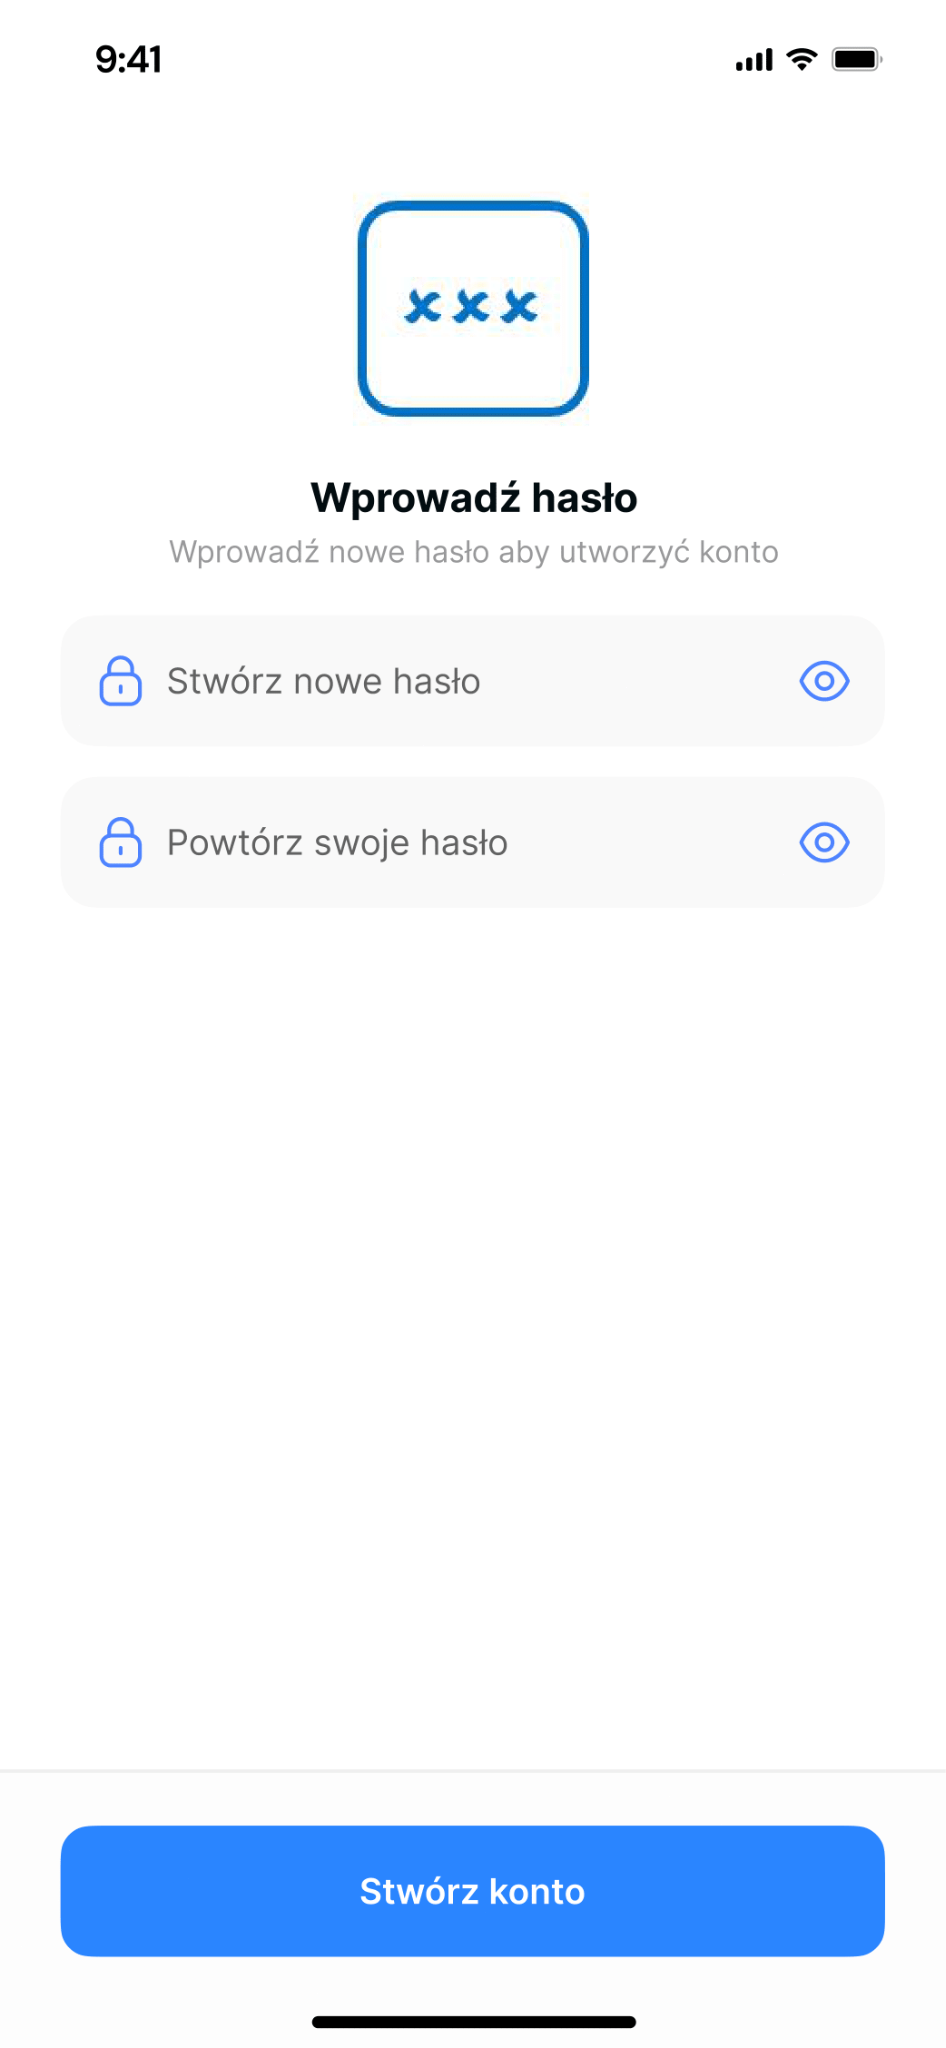 9:41
Wprowadź hasło
Wprowadź nowe hasło aby utworzyć konto
Stwórz nowe hasło
Powtórz swoje hasło
Stwórz konto